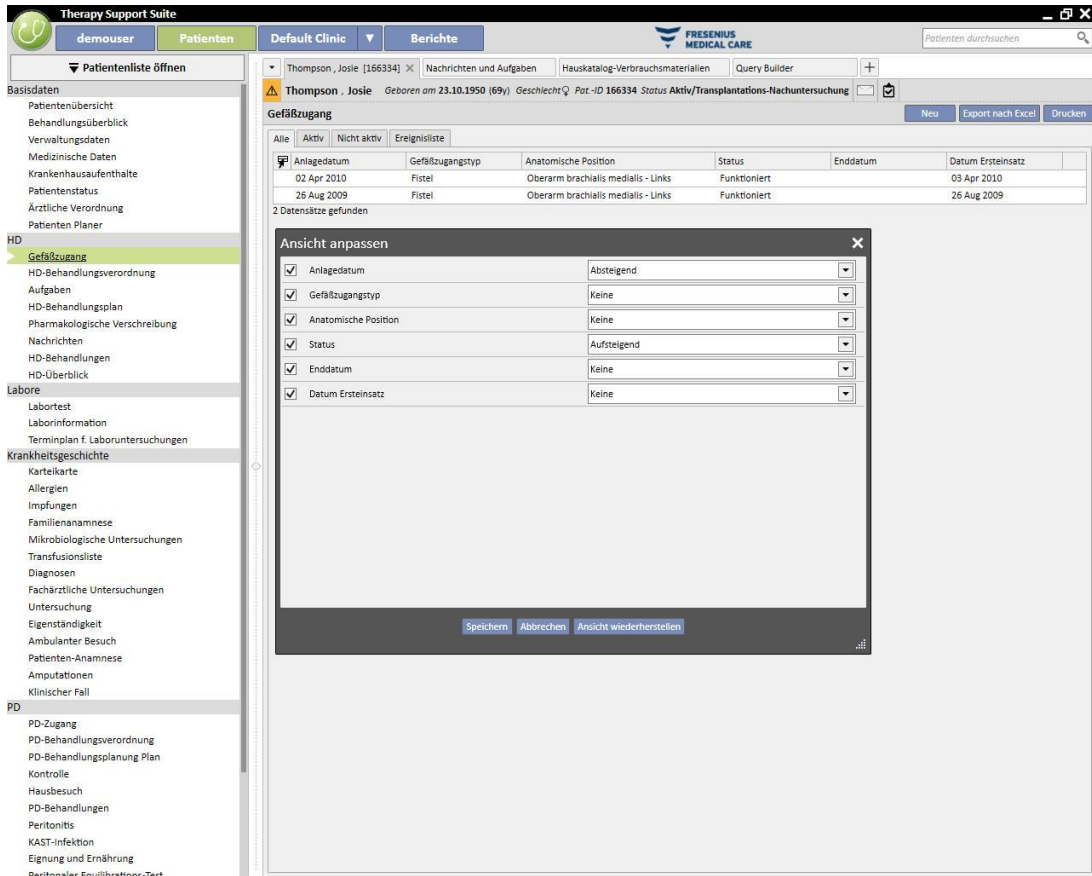 Therapy Support Suite
demouser Patienten Default Clinic Berichte FRESENIUS MEDICAL CARE Patienten durchsuchen
Patientenliste öffnen
Basisdaten
Patientenübersicht
Behandlungsüberblick
Verwaltungsdaten
Medizinische Daten
Krankenhausaufenthalte
Patientenstatus
Ärztliche Verordnung
Patienten Planer
HD
Gefäßzugang
HD-Behandlungsverordnung
Aufgaben
HD-Behandlungsplan
Pharmakologische Verschreibung
Nachrichten
HD-Behandlungen
HD-Überblick
Labore
Labortest
Laborinformation
Terminplan f. Laboruntersuchungen
Krankheitsgeschichte
Karteikarte
Allergien
Impfungen
Familienanamnese
Mikrobiologische Untersuchungen
Transfusionsliste
Diagnosen
Fachärztliche Untersuchungen
Untersuchung
Eigenständigkeit
Ambulanter Besuch
Patienten-Anamnese
Amputationen
Klinischer Fall
PD
PD-Zugang
PD-Behandlungsverordnung
PD-Behandlungsplanung Plan
Kontrolle
Hausbesuch
PD-Behandlungen
Peritonitis
KAST-Infektion
Eignung und Ernährung
Peritonaler Equilibrations-Test
Thompson , Josie [166334] Nachrichten und Aufgaben Hauskatalog-Verbrauchsmaterialien Query Builder
Thompson , Josie Geboren am 23.10.1950 (69y) Geschlecht Pat.-ID 166334 Status Aktiv/Transplantations-Nachuntersuchung
Gefäßzugang Neu Export nach Excel Drucken
Alle Aktiv Nicht aktiv Ereignisliste
Anlagedatum Gefäßzugangstyp Anatomische Position Status Enddatum Datum Ersteinsatz
02 Apr 2010 Fistel Oberarm brachialis medialis - Links Funktioniert 03 Apr 2010
26 Aug 2009 Fistel Oberarm brachialis medialis - Links Funktioniert 26 Aug 2009
2 Datensätze gefunden
Ansicht anpassen
Anlagedatum Absteigend
Gefäßzugangstyp Keine
Anatomische Position Keine
Status Aufsteigend
Enddatum Keine
Datum Ersteinsatz Keine
Speichern Abbrechen Ansicht wiederherstellen